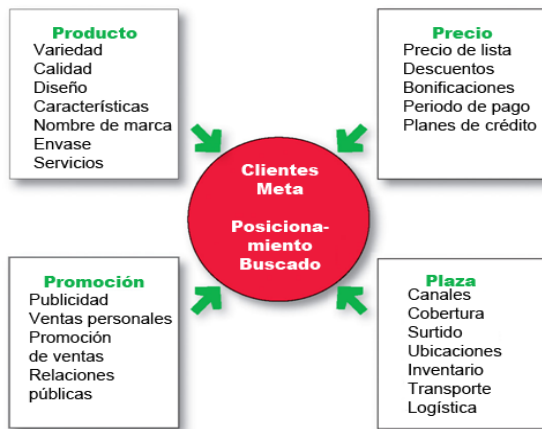 Producto
Variedad
Calidad
Diseño
Características
Nombre de marca
Envase
Servicios
Precio
Precio de lista
Descuentos
Bonificaciones
Periodo de pago
Planes de crédito
Clientes
Meta
Posiciona-
miento
Buscado
Promoción
Publicidad
Ventas personales
Promoción
de ventas
Relaciones
públicas
Plaza
Canales
Cobertura
Surtido
Ubicaciones
Inventario
Transporte
Logística